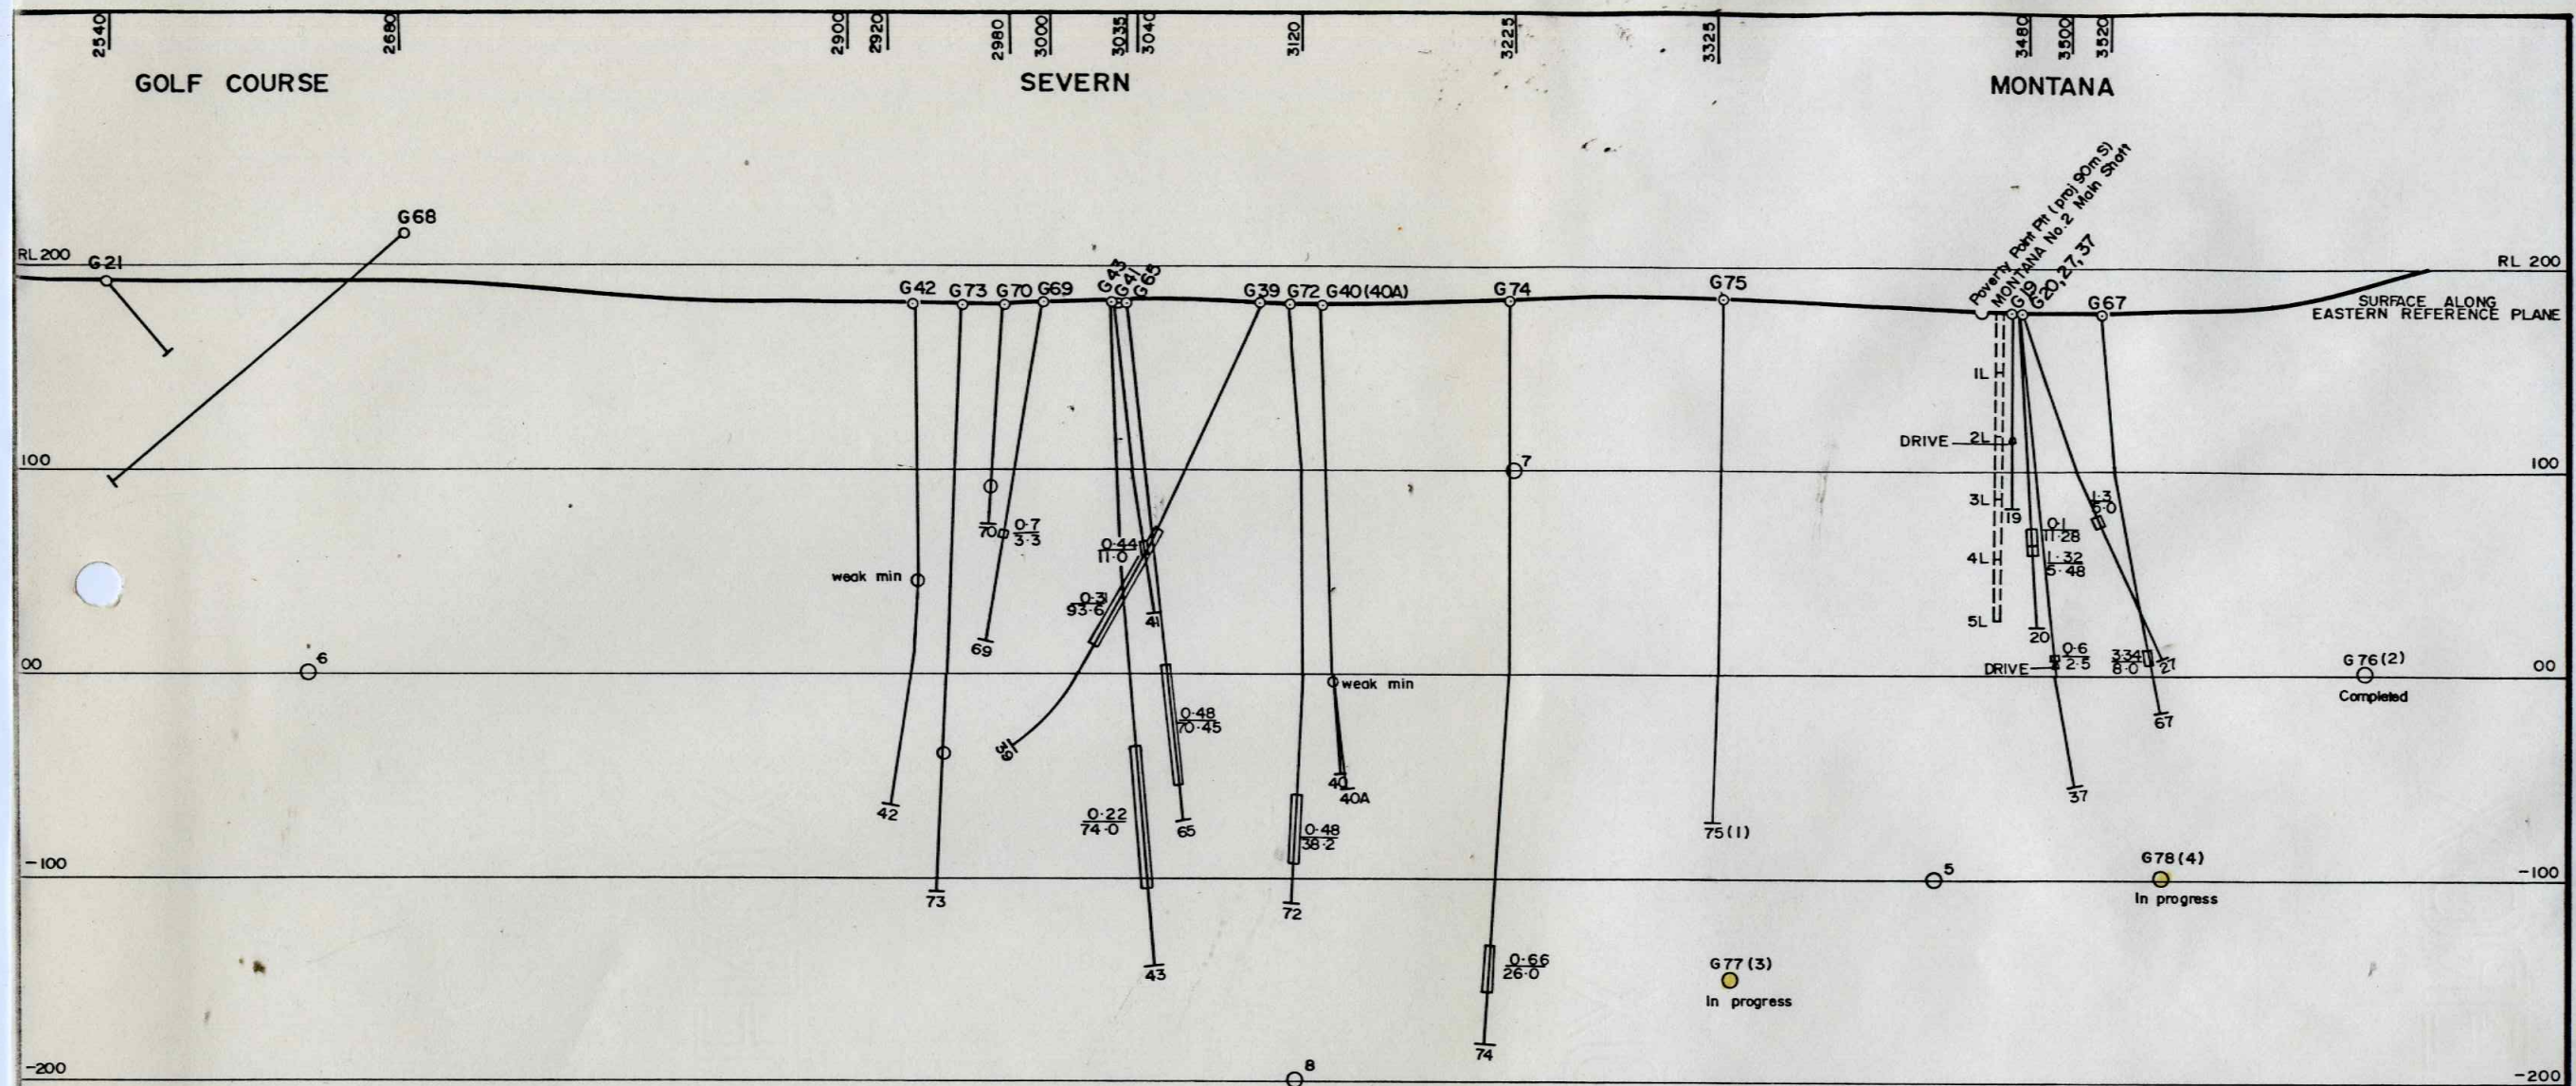 2540
2680
2900
2920
2980
3000
3035
3040
3120
3225
3325
3480
3500
3520
GOLF COURSE
SEVERN
MONTANA
Poverty Point Pit (proj 90m S)
MONTANA No.2 Main Shaft
G19
G20,27,37
G68
RL 200
G21
G42
G73
G70
G69
G43
G41
G65
G39
G72
G40(40A)
G74
G75
G67
RL 200
SURFACE ALONG
EASTERN REFERENCE PLANE
1L
DRIVE
2L
100
7
100
3L
19
1·3
5·0
70
0·7
3·3
0·44
11·0
0·1
11·28
4L
1·32
5·48
weak min
0·31
93·6
41
5L
20
69
00
6
0·6
2·5
DRIVE
3·34
8·0
27
G76(2)
00
Completed
weak min
39
0·48
70·45
67
40
40A
37
42
0·22
74·0
65
0·48
38·2
75(1)
-100
5
G78(4)
-100
In progress
73
72
43
0·66
26·0
G77(3)
In progress
74
-200
8
-200